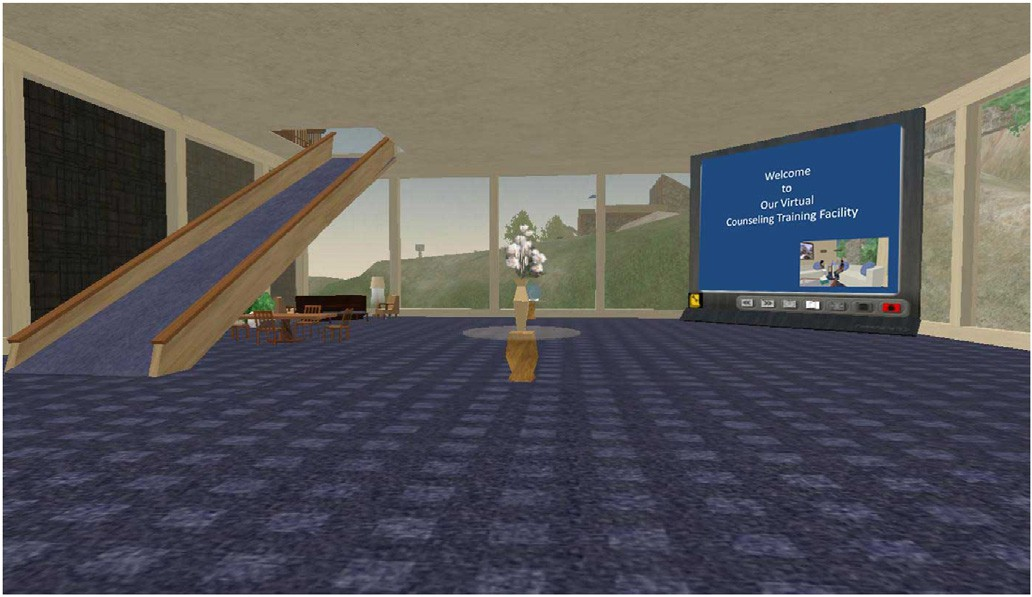 Welcome
to
Our Virtual
Counseling Training Facility